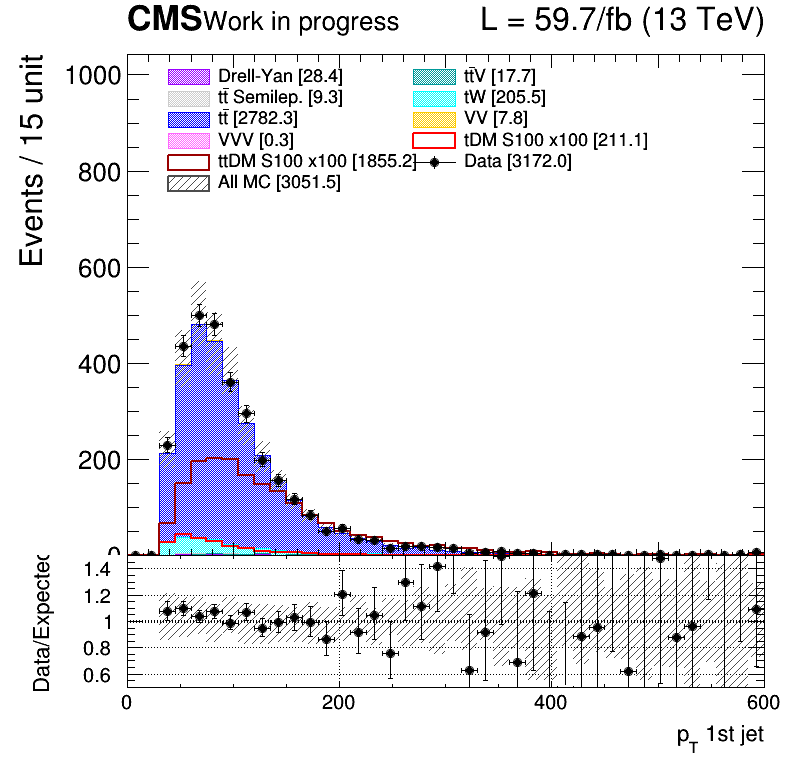 CMS Work in progress L = 59.7/fb (13 TeV)
Events / 15 unit
1000
800
600
400
200
0
Drell-Yan [28.4] tt̄V [17.7]
tt̄ Semilep. [9.3] tW [205.5]
tt̄ [2782.3] VV [7.8]
VVV [0.3] tDM S100 x100 [211.1]
ttDM S100 x100 [1855.2] Data [3172.0]
All MC [3051.5]
Data/Expected
1.4
1.2
1
0.8
0.6
0 200 400 600
p_T 1st jet